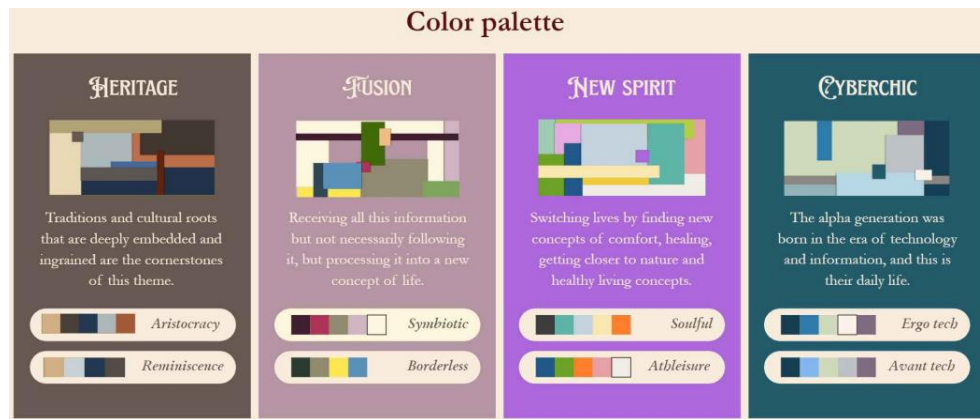 Color palette
HERITAGE
Traditions and cultural roots
that are deeply embedded and
ingrained are the cornerstones
of this theme.
Aristocracy
Reminiscence
FUSION
Receiving all this information
but not necessarily following
it, but processing it into a new
concept of life.
Symbiotic
Borderless
NEW SPIRIT
Switching lives by finding new
concepts of comfort, healing,
getting closer to nature and
healthy living concepts.
Soulful
Athleisure
CYBERCHIC
The alpha generation was
born in the era of technology
and information, and this is
their daily life.
Ergo tech
Avant tech